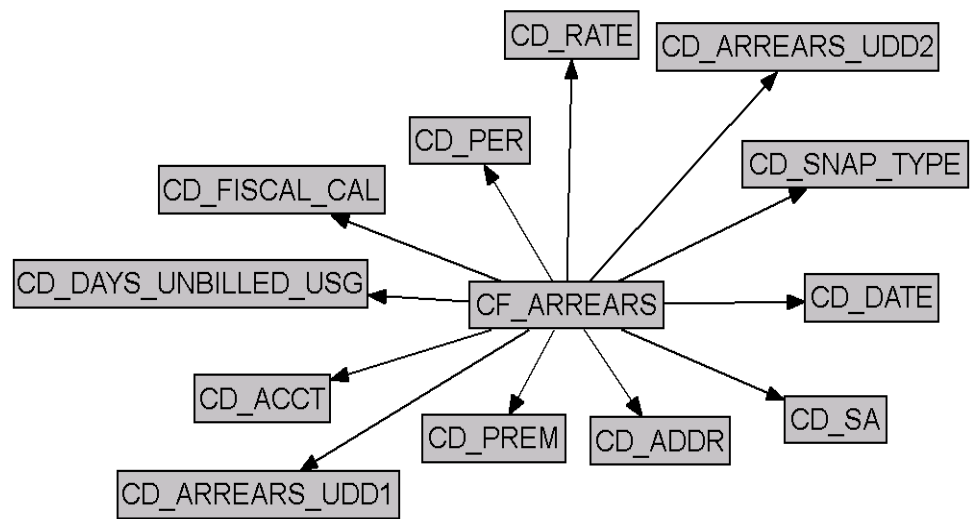 CD_RATE
CD_ARREARS_UDD2
CD_PER
CD_SNAP_TYPE
CD_FISCAL_CAL
CD_DAYS_UNBILLED_USG
CF_ARREARS
CD_DATE
CD_ACCT
CD_PREM
CD_ADDR
CD_SA
CD_ARREARS_UDD1